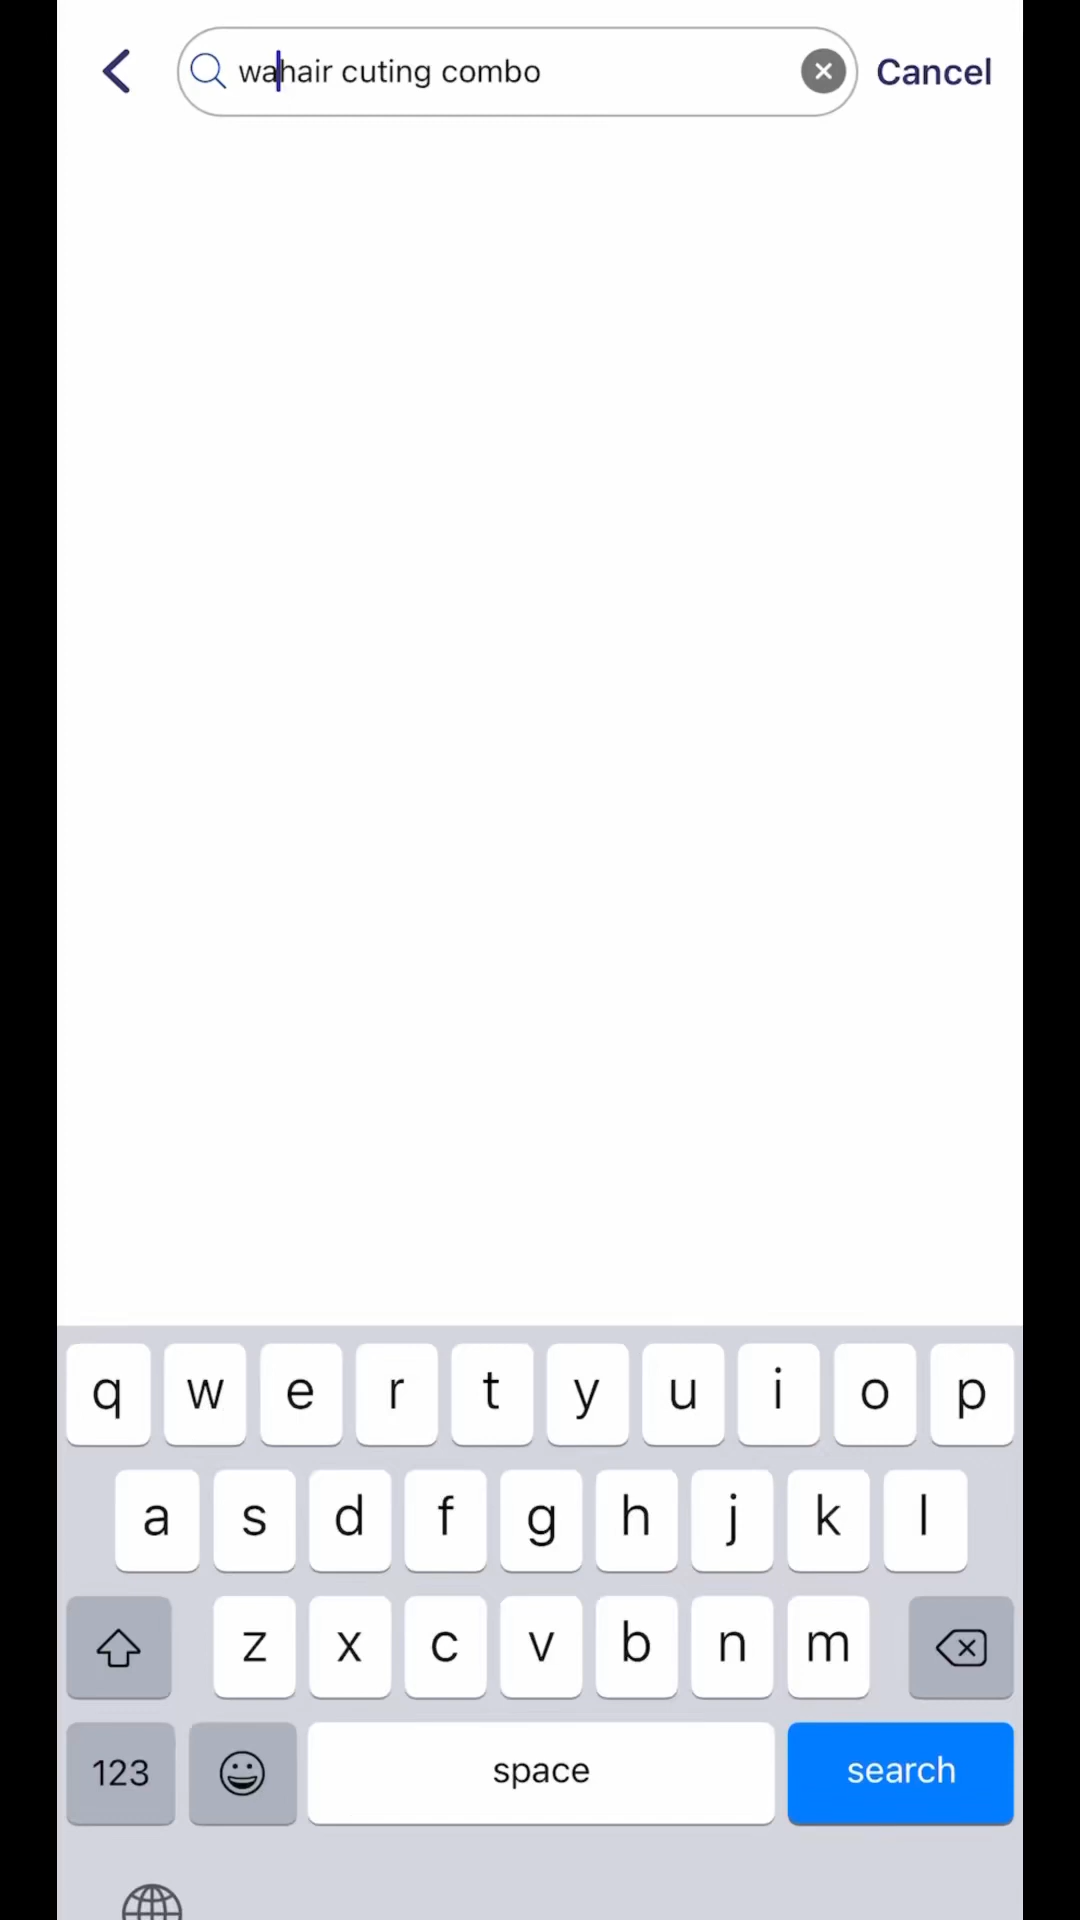 wahair cuting combo
Cancel
q w e r t y u i o p
a s d f g h j k l
z x c v b n m
123 space search